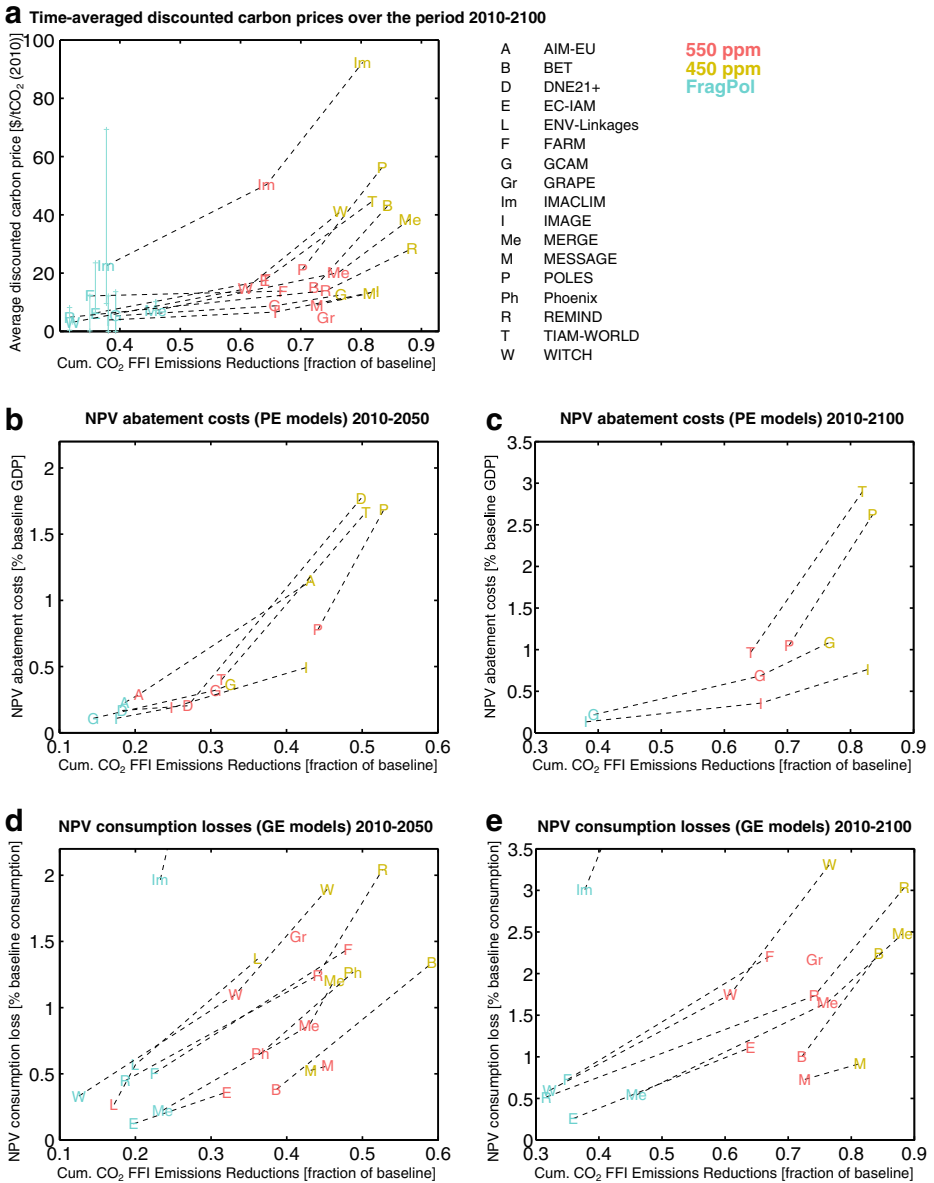 a Time-averaged discounted carbon prices over the period 2010-2100
Average discounted carbon price [$/tCO2 (2010)]
100
80
60
40
20
0
0.4 0.5 0.6 0.7 0.8 0.9
Cum. CO2 FFI Emissions Reductions [fraction of baseline]
Im
Im
Im
P
T
B
W
Me
R
P
Me
W
G
M
I
A AIM-EU
B BET
D DNE21+
E EC-IAM
L ENV-Linkages
F FARM
G GCAM
Gr GRAPE
Im IMACLIM
I IMAGE
Me MERGE
M MESSAGE
P POLES
Ph Phoenix
R REMIND
T TIAM-WORLD
W WITCH
550 ppm
450 ppm
FragPol
b NPV abatement costs (PE models) 2010-2050
NPV abatement costs [% baseline GDP]
2
1.5
1
0.5
0
0.1 0.2 0.3 0.4 0.5 0.6
Cum. CO2 FFI Emissions Reductions [fraction of baseline]
D
T
P
A
P
I
T
G
G
A
D
I
A
D
G
I
c NPV abatement costs (PE models) 2010-2100
NPV abatement costs [% baseline GDP]
3.5
3
2.5
2
1.5
1
0.5
0
0.3 0.4 0.5 0.6 0.7 0.8 0.9
Cum. CO2 FFI Emissions Reductions [fraction of baseline]
T
P
T
P
G
G
I
I
G
I
d NPV consumption losses (GE models) 2010-2050
NPV consumption loss [% baseline consumption]
2
1.5
1
0.5
0
0.1 0.2 0.3 0.4 0.5 0.6
Cum. CO2 FFI Emissions Reductions [fraction of baseline]
Im
R
W
Gr
F
L
B
R
Me
Ph
W
Me
Ph
L
R
F
M
M
W
L
Me
E
B
E
e NPV consumption losses (GE models) 2010-2100
NPV consumption loss [% baseline consumption]
3.5
3
2.5
2
1.5
1
0.5
0
0.3 0.4 0.5 0.6 0.7 0.8 0.9
Cum. CO2 FFI Emissions Reductions [fraction of baseline]
Im
W
R
Me
F
Gr
B
W
R
Me
E
B
M
M
F
W
R
Me
E